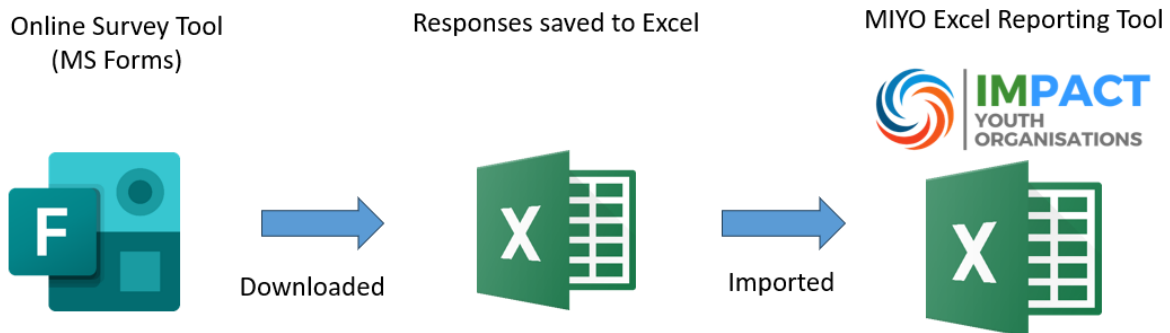 Online Survey Tool
(MS Forms)
Responses saved to Excel
MIYO Excel Reporting Tool
IMPACT
YOUTH
ORGANISATIONS
F
Downloaded
X
Imported
X